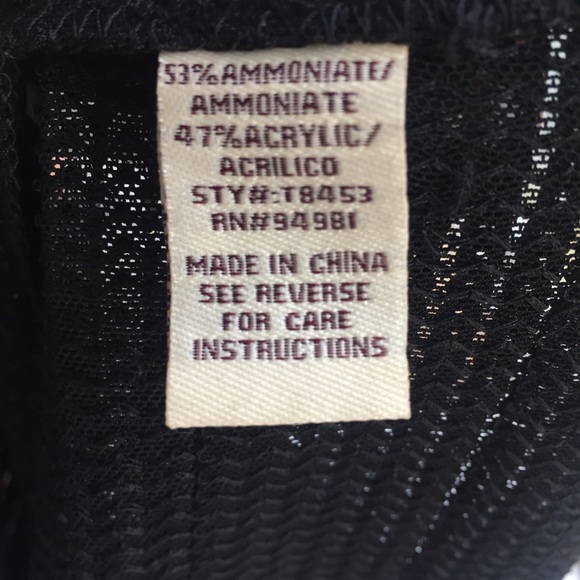 53%AMMONIATE/
AMMONIATE
47%ACRYLIC/
ACRILICO
STY#:T8453
RN#94981
MADE IN CHINA
SEE REVERSE
FOR CARE
INSTRUCTIONS